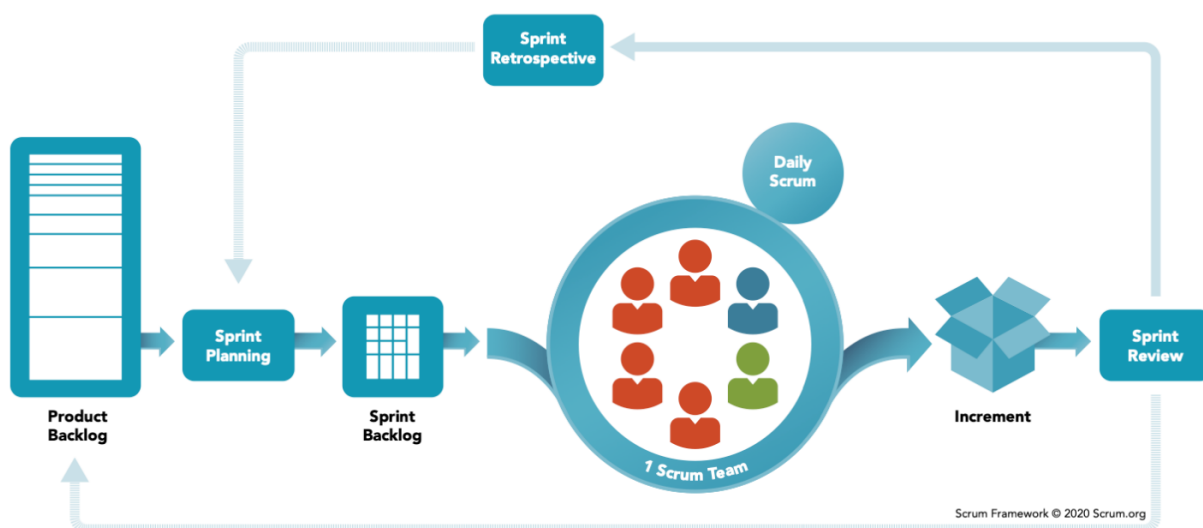 Sprint
Retrospective
Daily
Scrum
Sprint
Planning
Sprint
Review
Product
Backlog
Sprint
Backlog
1 Scrum Team
Increment
Scrum Framework © 2020 Scrum.org